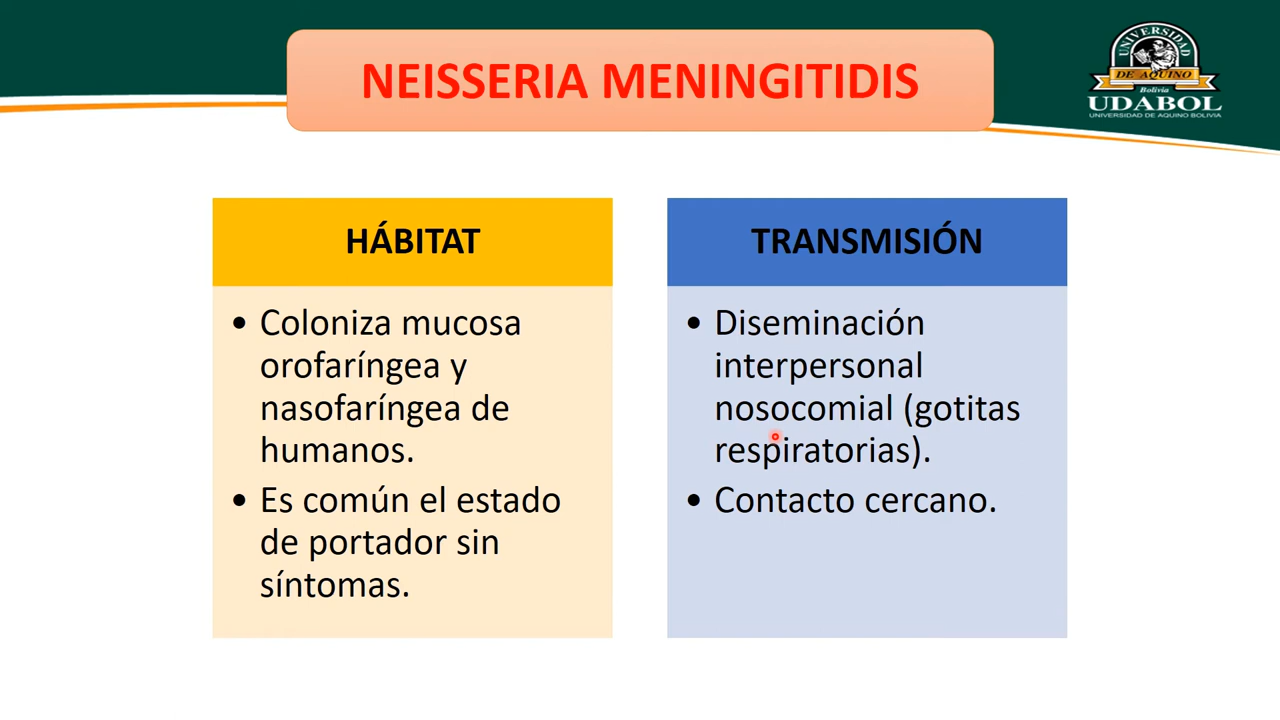 NEISSERIA MENINGITIDIS
UNIVERSIDAD
DE AQUINO
Bolivia
UDABOL
UNIVERSIDAD DE AQUINO BOLIVIA
HÁBITAT
• Coloniza mucosa
orofaríngea y
nasofaríngea de
humanos.
• Es común el estado
de portador sin
síntomas.
TRANSMISIÓN
• Diseminación
interpersonal
nosocomial (gotitas
respiratorias).
• Contacto cercano.